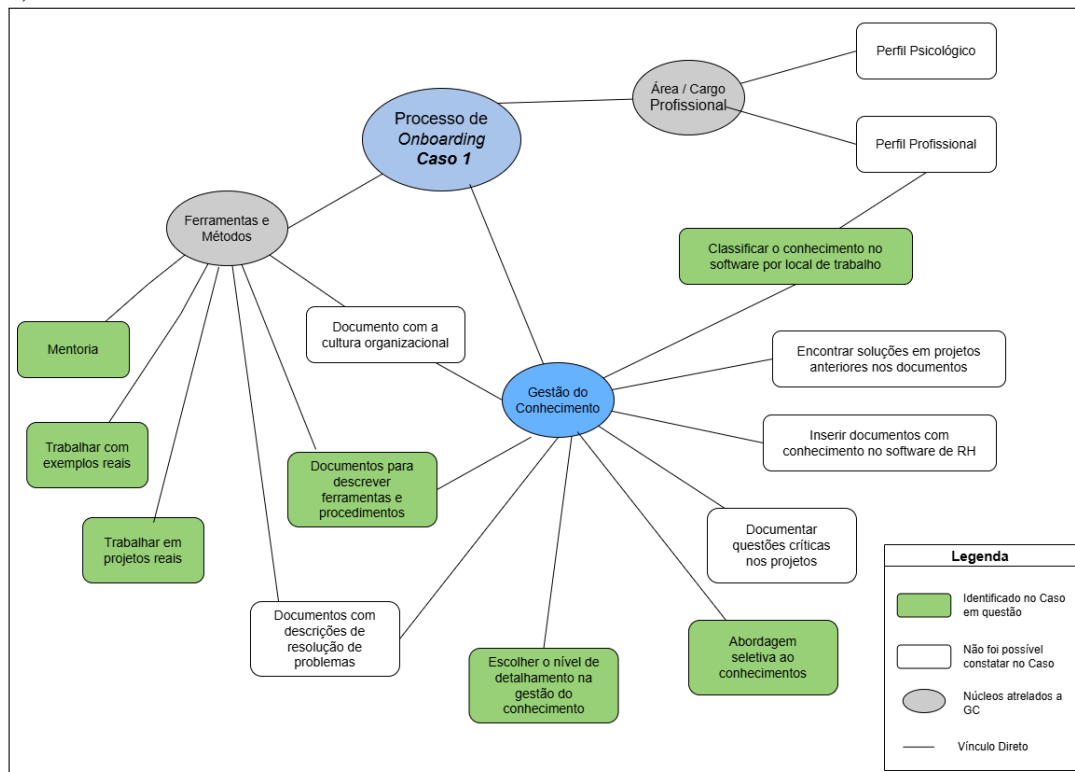 Perfil Psicológico
Área / Cargo
Profissional
Processo de
Onboarding
Caso 1
Perfil Profissional
Ferramentas e
Métodos
Classificar o conhecimento no
software por local de trabalho
Documento com a
cultura organizacional
Mentoria
Encontrar soluções em projetos
anteriores nos documentos
Gestão do
Conhecimento
Trabalhar com
exemplos reais
Inserir documentos com
conhecimento no software de RH
Documentos para
descrever
ferramentas e
procedimentos
Trabalhar em
projetos reais
Documentar
questões críticas
nos projetos
Documentos com
descrições de
resolução de
problemas
Escolher o nível de
detalhamento na
gestão do
conhecimento
Abordagem
seletiva ao
conhecimentos
Legenda
Identificado no Caso
em questão
Não foi possível
constatar no Caso
Núcleos atrelados a
GC
Vínculo Direto